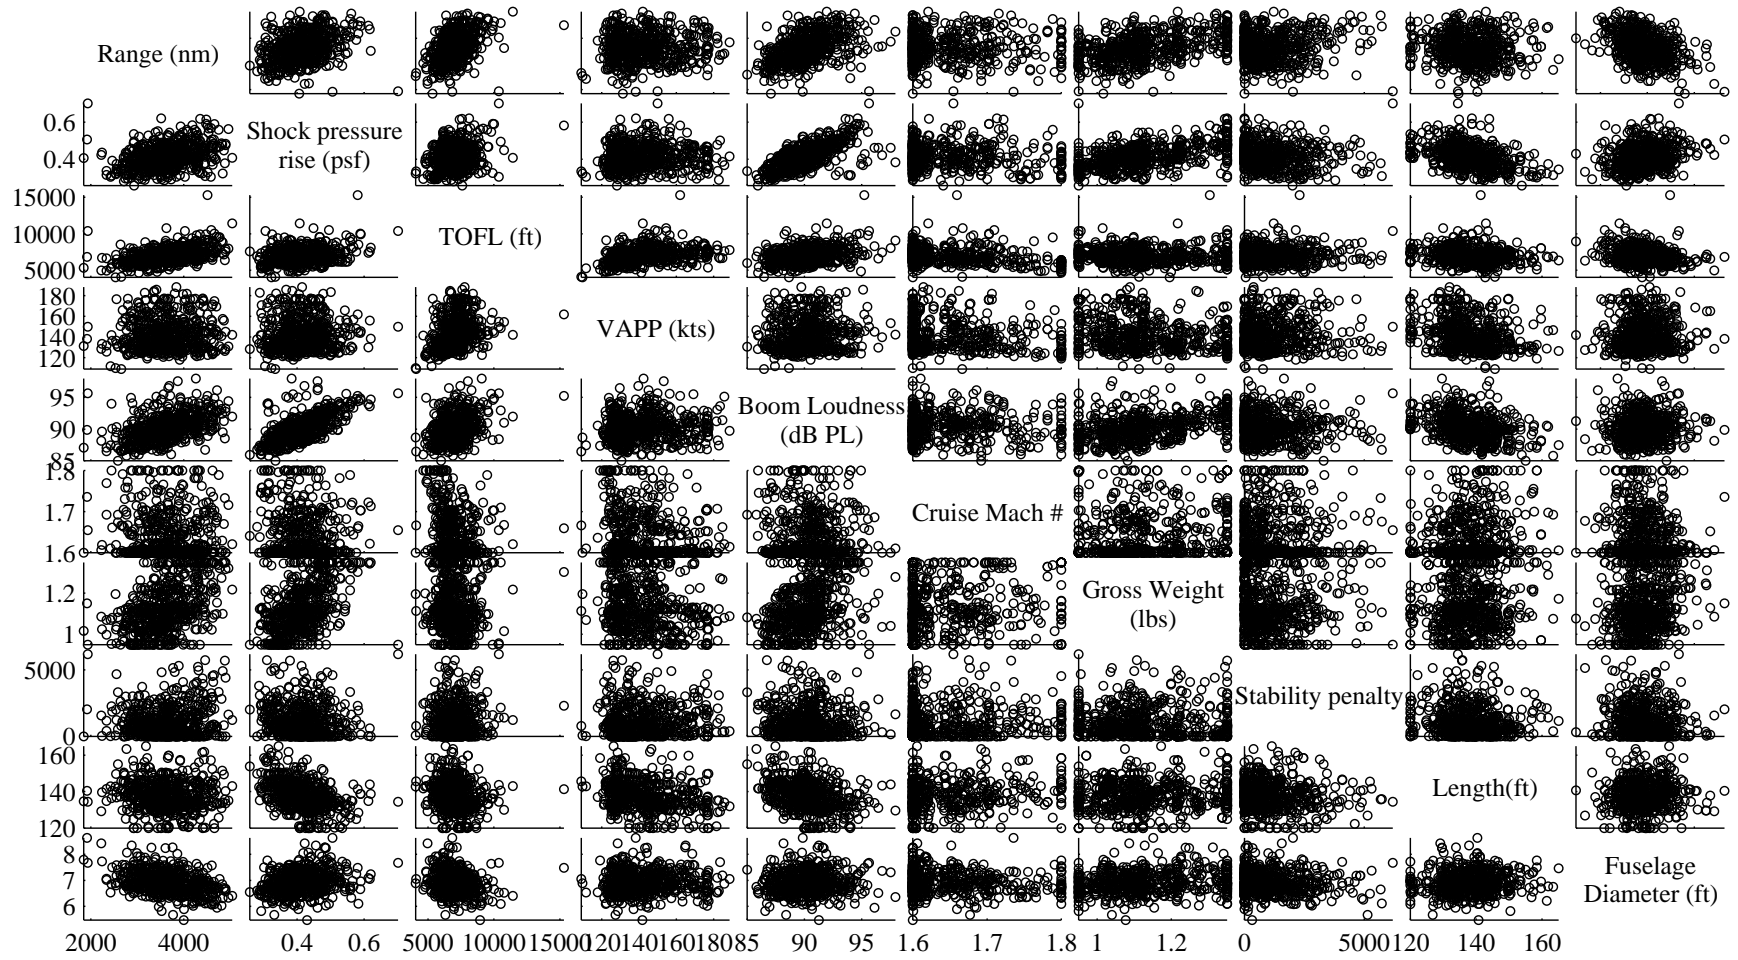 Range (nm)
0.6
0.4
Shock pressure
rise (psf)
15000
10000
5000
TOFL (ft)
180
160
140
120
VAPP (kts)
95
90
85
Boom Loudness
(dB PL)
1.8
1.7
1.6
Cruise Mach #
1.2
1
Gross Weight
(lbs)
5000
0
Stability penalty
160
140
120
Length(ft)
8
7
6
Fuselage
Diameter (ft)
2000 4000 0.4 0.6 5000 10000 15000 120 140 160 180 85 90 95 1.6 1.7 1.8 1 1.2 0 5000 120 140 160